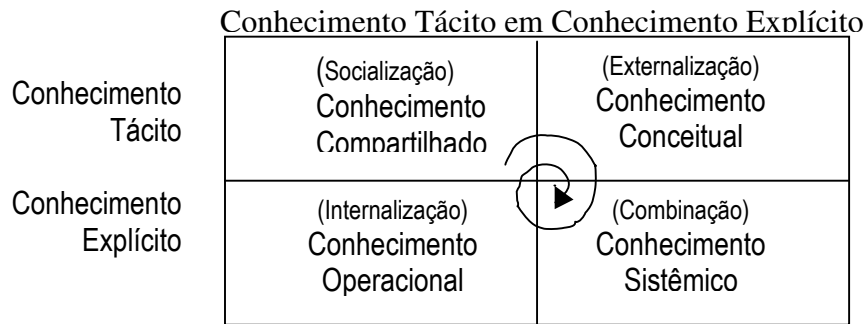 Conhecimento Tácito em Conhecimento Explícito
Conhecimento
Tácito
(Socialização)
Conhecimento
Compartilhado
(Externalização)
Conhecimento
Conceitual
Conhecimento
Explícito
(Internalização)
Conhecimento
Operacional
(Combinação)
Conhecimento
Sistêmico